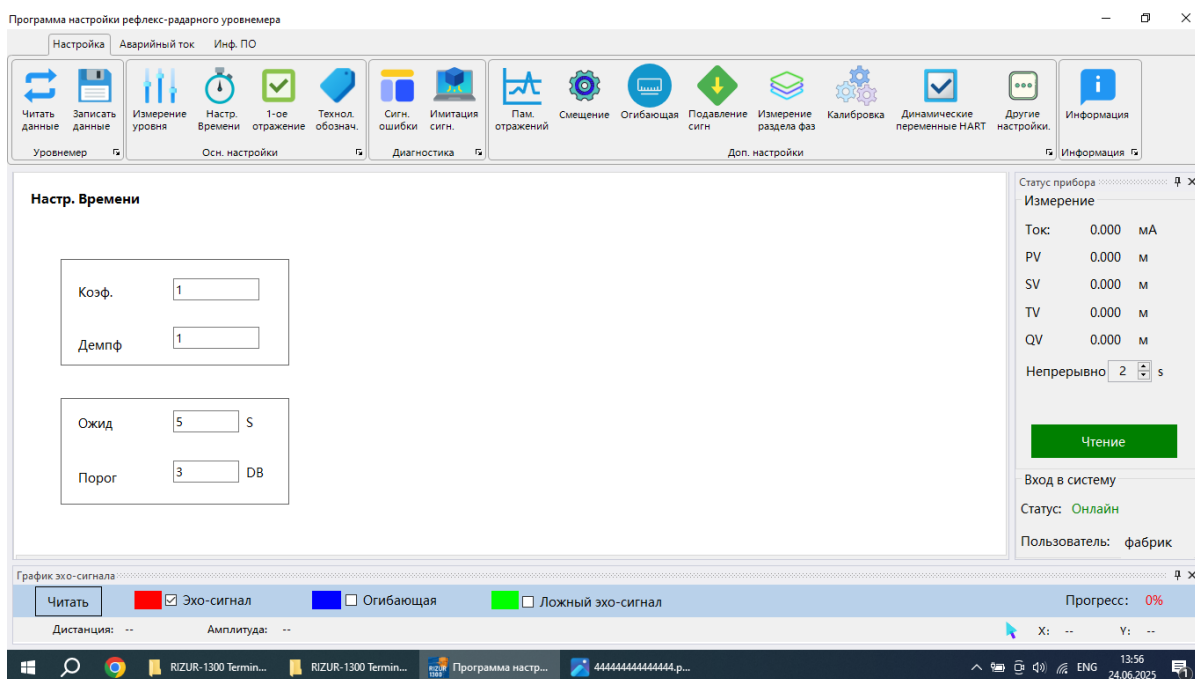 Программа настройки рефлекс-радарного уровнемера
Настройка Аварийный ток Инф. ПО
Читать данные
Записать данные
Измерение уровня
Настр. Времени
1-ое отражение
Технол. обознач.
Сигн. ошибки
Имитация сигн.
Пам. отражений
Смещение
Огибающая
Подавление сигн
Измерение раздела фаз
Калибровка
Динамические переменные HART
Другие настройки.
Информация
Уровнемер
Осн. настройки
Диагностика
Доп. настройки
Информация
Настр. Времени
Коэф. 1
Демпф 1
Ожид 5 S
Порог 3 DB
Статус прибора
Измерение
Ток: 0.000 мА
PV 0.000 м
SV 0.000 м
TV 0.000 м
QV 0.000 м
Непрерывно 2 s
Чтение
Вход в систему
Статус: Онлайн
Пользователь: фабрик
График эхо-сигнала
Читать Эхо-сигнал Огибающая Ложный эхо-сигнал Прогресс: 0%
Дистанция: -- Амплитуда: -- X: -- Y: --
RIZUR-1300 Termin... RIZUR-1300 Termin... RIZUR 1300 Программа настр... 44444444444444.p... ENG 13:56
24.06.2025